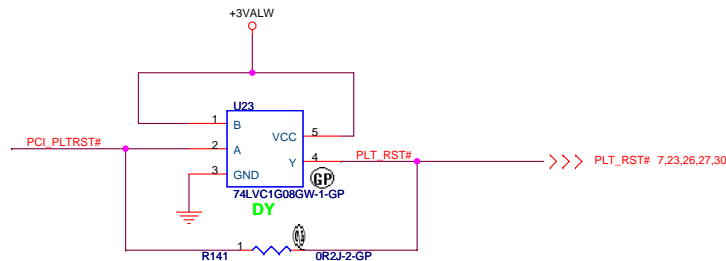 +3VALW
U23
1 B VCC 5
PCI_PLTRST# 2 A Y 4 PLT_RST# PLT_RST# 7,23,26,27,30
3 GND
GP
74LVC1G08GW-1-GP
DY
R141 1 0R2J-2-GP